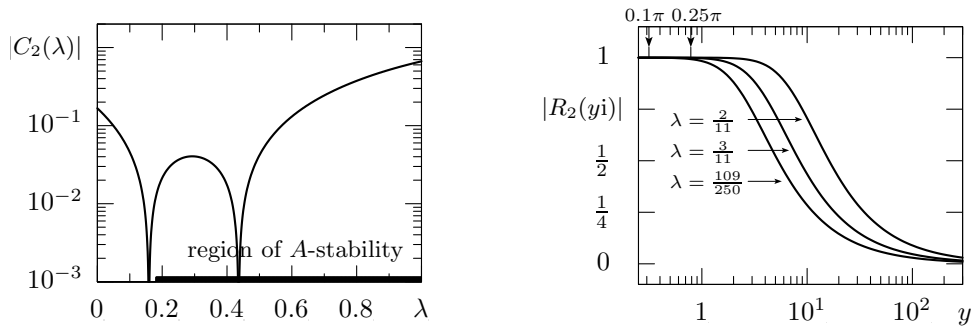 |C₂(λ)|
10⁻¹
10⁻²
10⁻³
region of A-stability
0 0.2 0.4 0.6 0.8 λ
0.1π 0.25π
1
|R₂(yi)|
1/2
1/4
0
λ = 2/11
λ = 3/11
λ = 109/250
1 10¹ 10² y